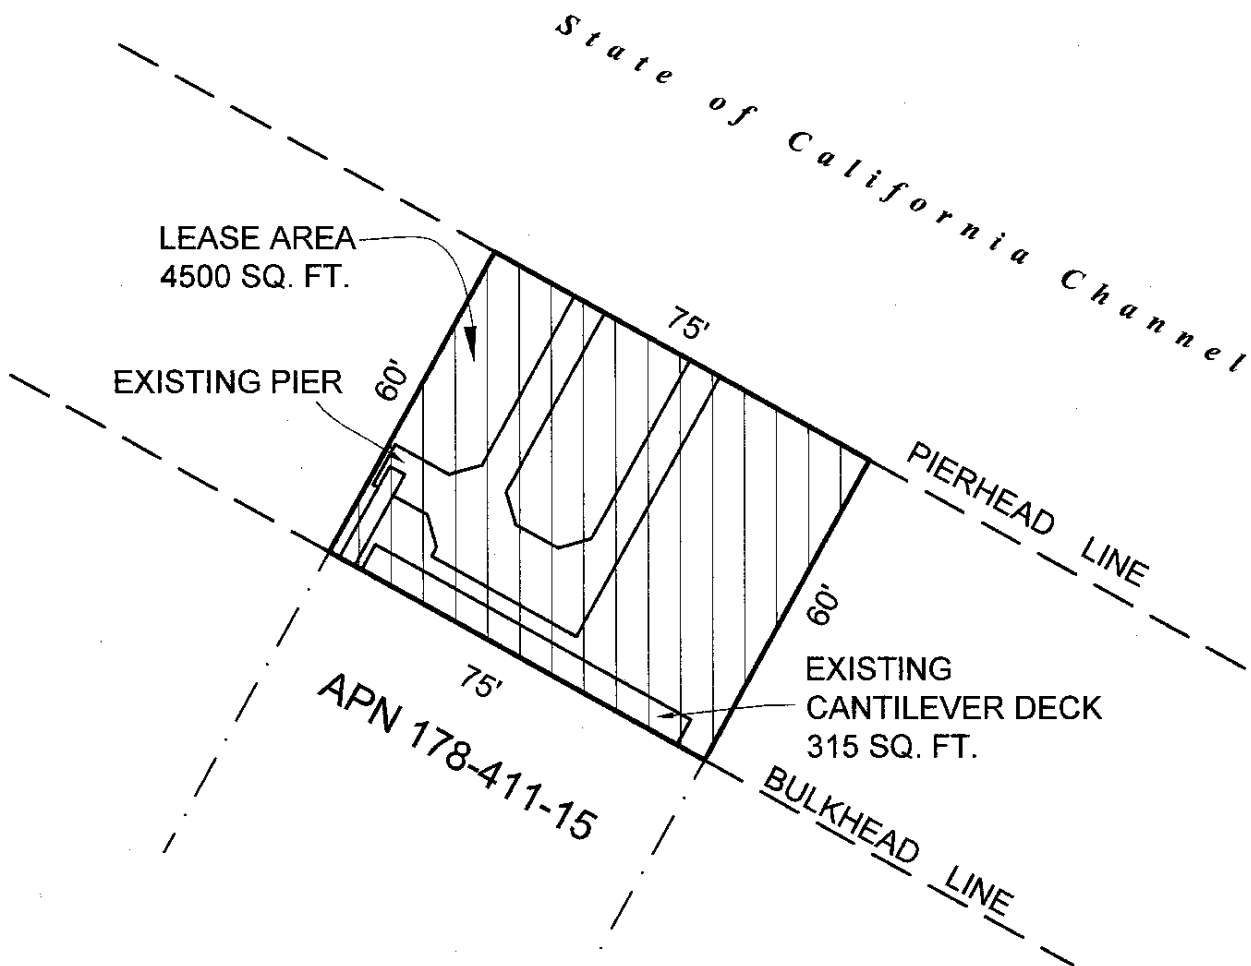 State of California Channel
LEASE AREA
4500 SQ. FT.
75'
60'
EXISTING PIER
PIERHEAD LINE
60'
EXISTING
CANTILEVER DECK
315 SQ. FT.
75'
APN 178-411-15
BULKHEAD LINE